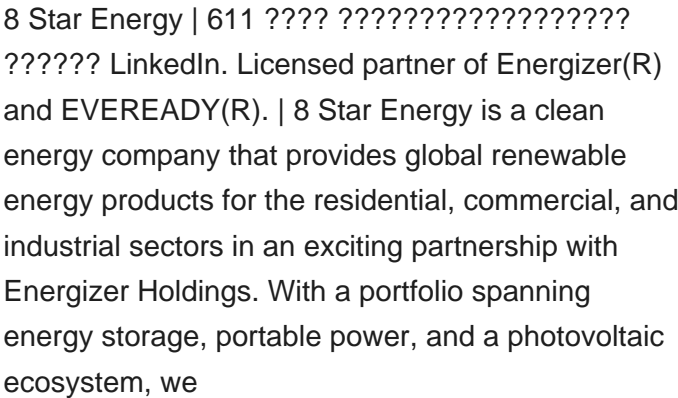 8 Star Energy | 611 ???? ??????????????????
?????? LinkedIn. Licensed partner of Energizer(R)
and EVEREADY(R). | 8 Star Energy is a clean
energy company that provides global renewable
energy products for the residential, commercial, and
industrial sectors in an exciting partnership with
Energizer Holdings. With a portfolio spanning
energy storage, portable power, and a photovoltaic
ecosystem, we